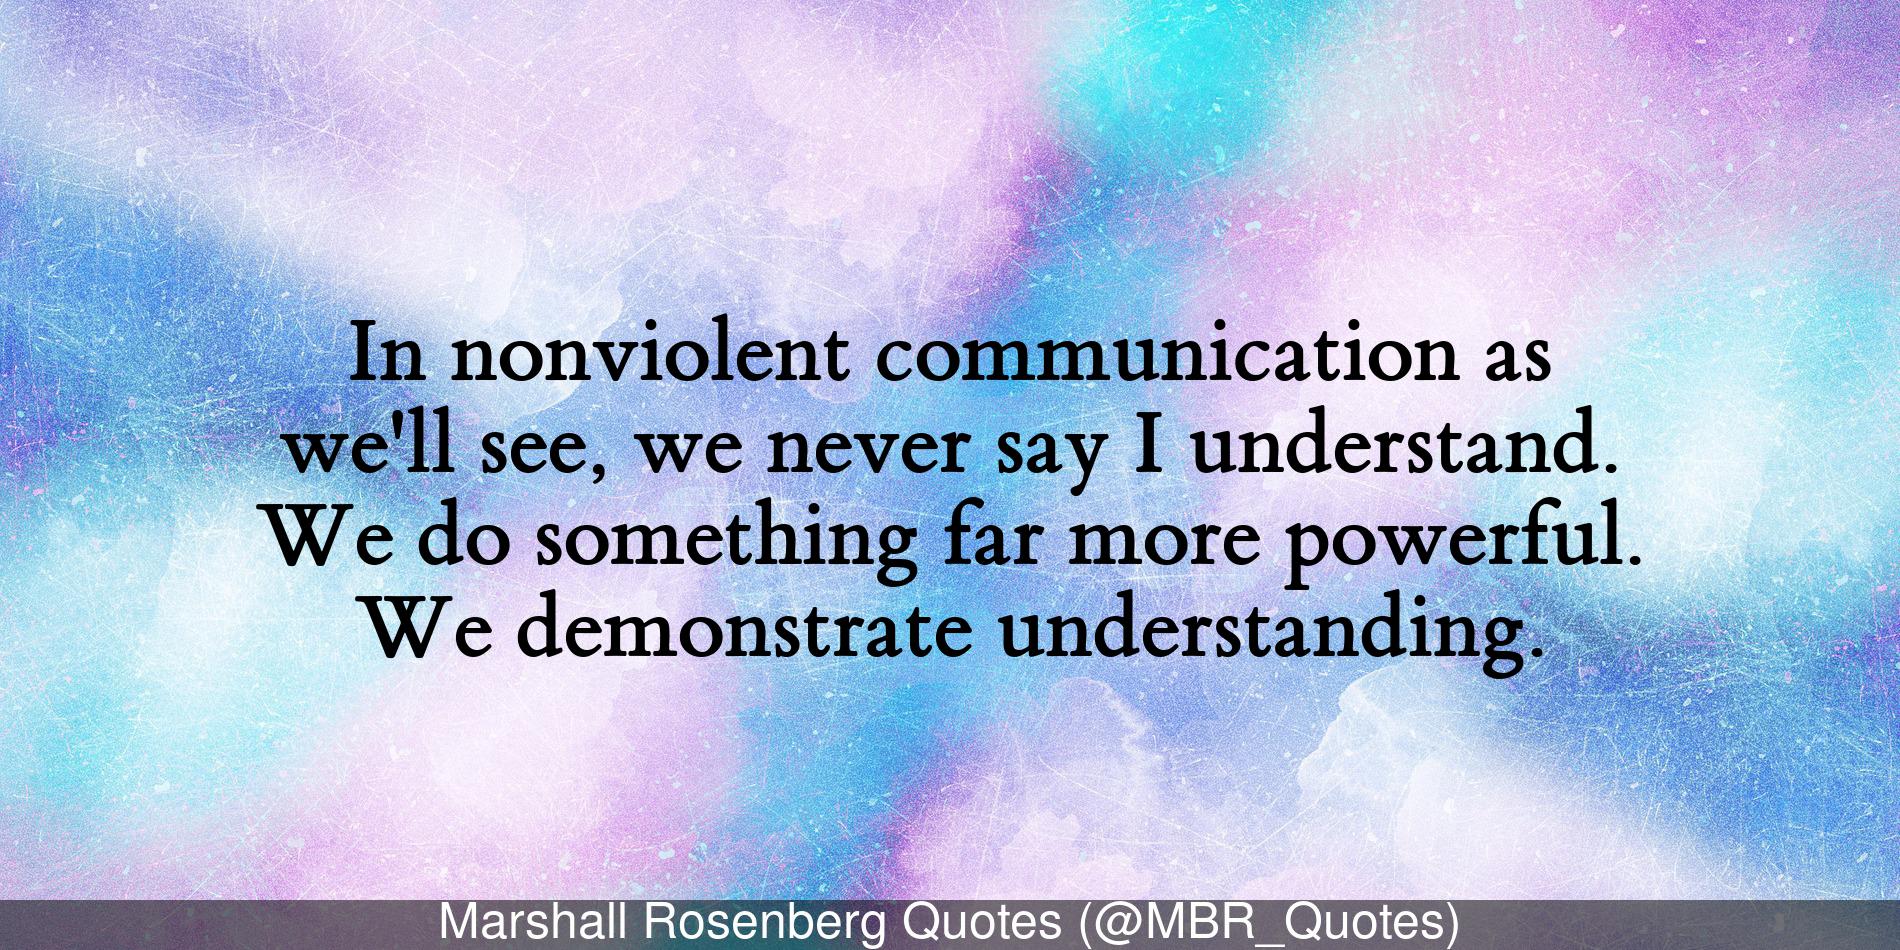 In nonviolent communication as
we'll see, we never say I understand.
We do something far more powerful.
We demonstrate understanding.
Marshall Rosenberg Quotes (@MBR_Quotes)